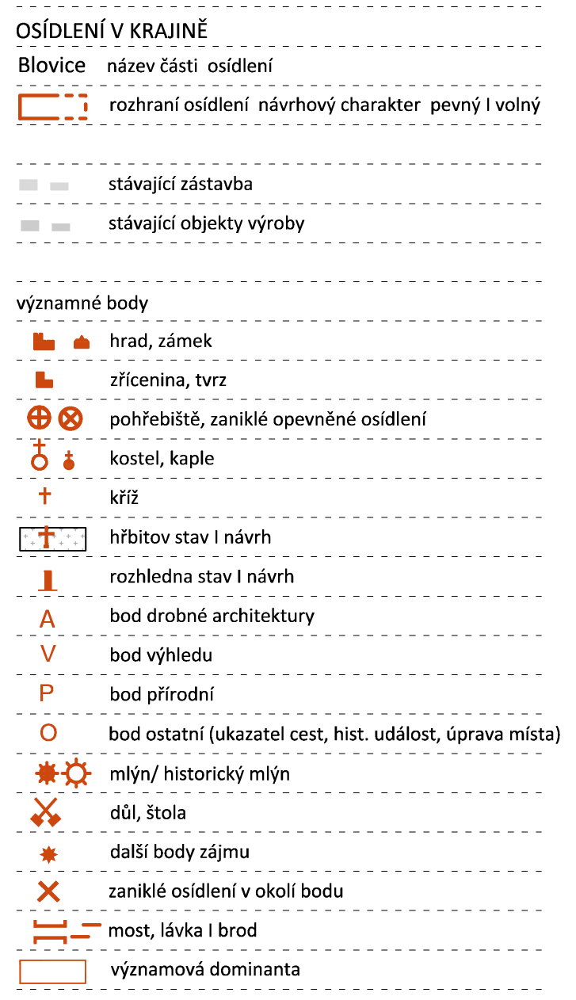 OSÍDLENÍ V KRAJINĚ
Blovice název části osídlení
rozhraní osídlení návrhový charakter pevný I volný
stávající zástavba
stávající objekty výroby
významné body
hrad, zámek
zřícenina, tvrz
pohřebiště, zaniklé opevněné osídlení
kostel, kaple
kříž
hřbitov stav I návrh
rozhledna stav I návrh
A bod drobné architektury
V bod výhledu
P bod přírodní
O bod ostatní (ukazatel cest, hist. událost, úprava místa)
mlýn/ historický mlýn
důl, štola
další body zájmu
zaniklé osídlení v okolí bodu
most, lávka I brod
významová dominanta